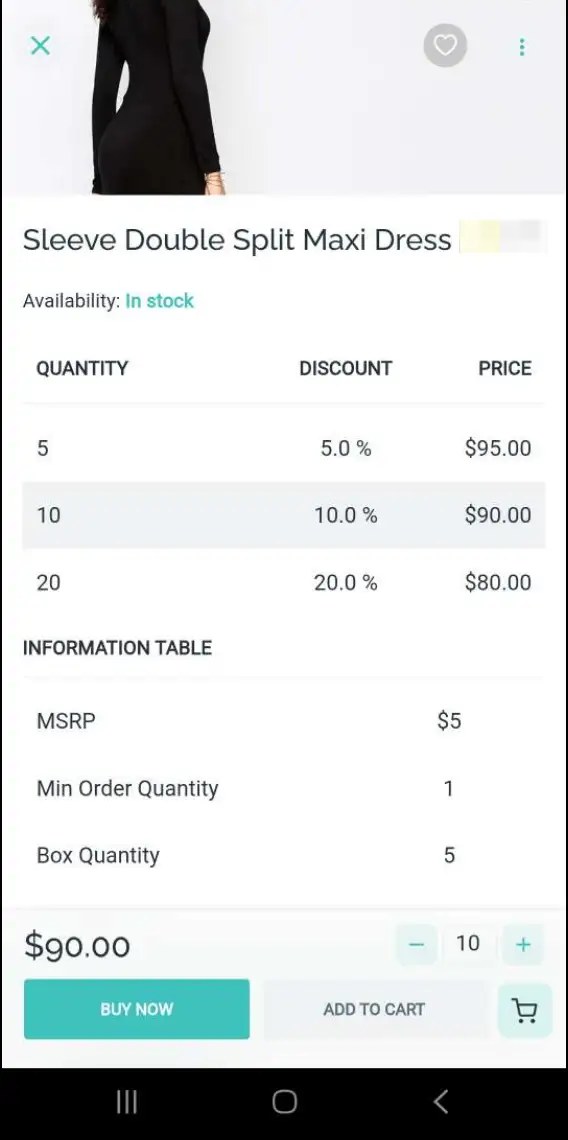 Sleeve Double Split Maxi Dress
Availability: In stock
QUANTITY DISCOUNT PRICE
5 5.0 % $95.00
10 10.0 % $90.00
20 20.0 % $80.00
INFORMATION TABLE
MSRP $5
Min Order Quantity 1
Box Quantity 5
$90.00 − 10 +
BUY NOW ADD TO CART